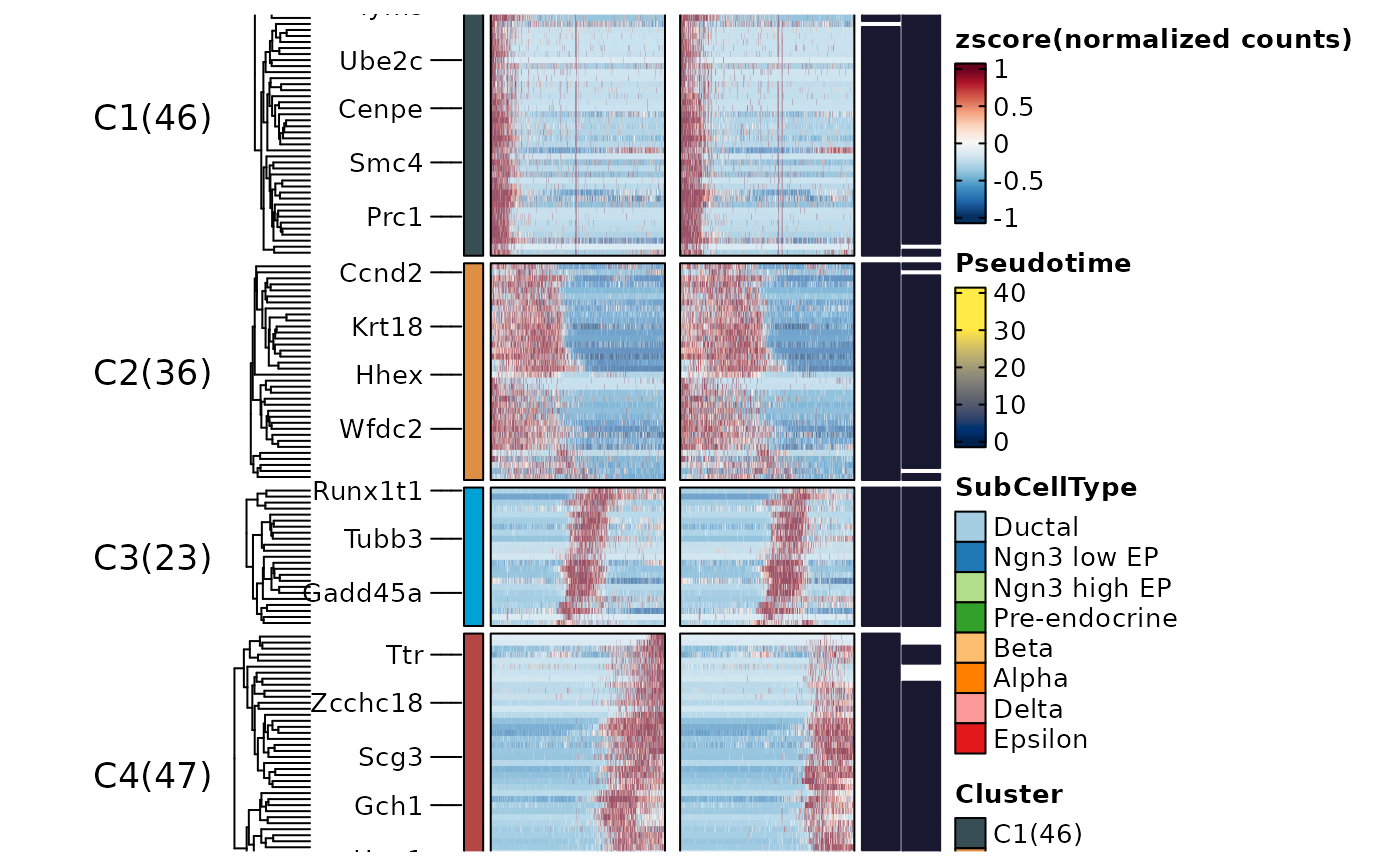 C1(46)
C2(36)
C3(23)
C4(47)
Ube2c
Cenpe
Smc4
Prc1
Ccnd2
Krt18
Hhex
Wfdc2
Runx1t1
Tubb3
Gadd45a
Ttr
Zcchc18
Scg3
Gch1
zscore(normalized counts)
1
0.5
0
-0.5
-1
Pseudotime
40
30
20
10
0
SubCellType
Ductal
Ngn3 low EP
Ngn3 high EP
Pre-endocrine
Beta
Alpha
Delta
Epsilon
Cluster
C1(46)